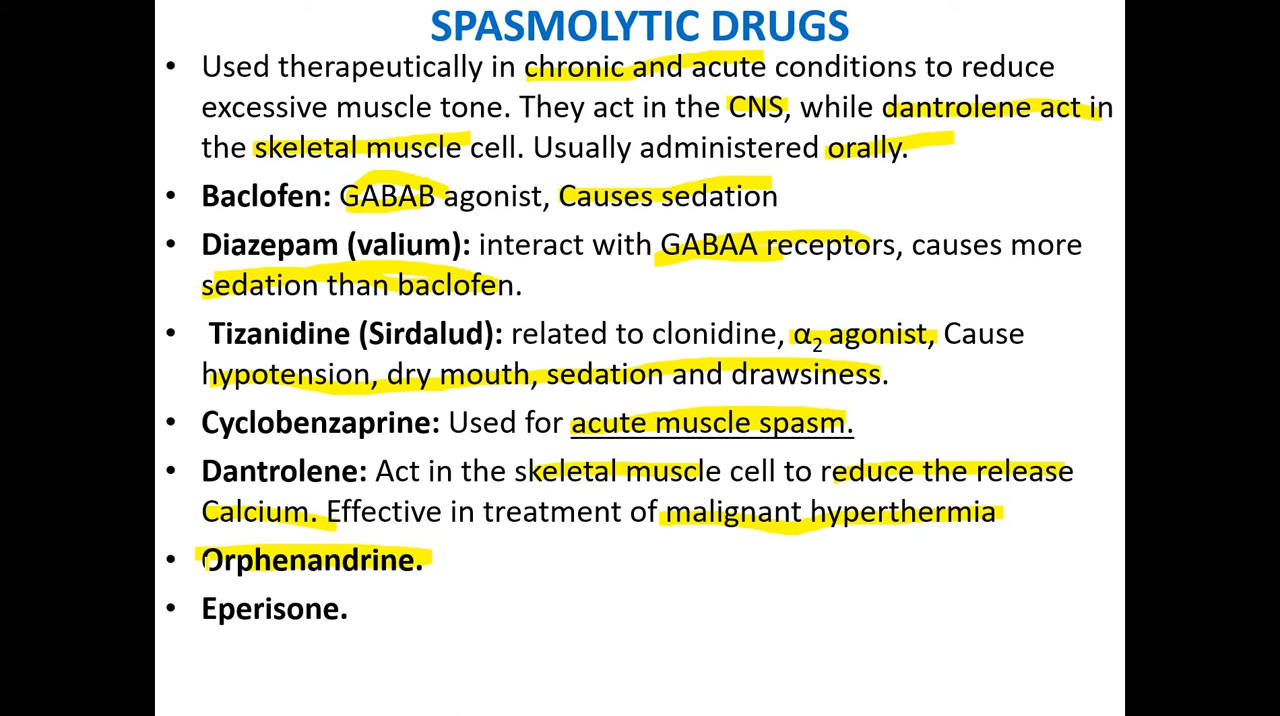 SPASMOLYTIC DRUGS
• Used therapeutically in chronic and acute conditions to reduce
excessive muscle tone. They act in the CNS, while dantrolene act in
the skeletal muscle cell. Usually administered orally.
• Baclofen: GABAB agonist, Causes sedation
• Diazepam (valium): interact with GABAA receptors, causes more
sedation than baclofen.
• Tizanidine (Sirdalud): related to clonidine, α₂ agonist, Cause
hypotension, dry mouth, sedation and drawsiness.
• Cyclobenzaprine: Used for acute muscle spasm.
• Dantrolene: Act in the skeletal muscle cell to reduce the release
Calcium. Effective in treatment of malignant hyperthermia
• Orphenandrine.
• Eperisone.